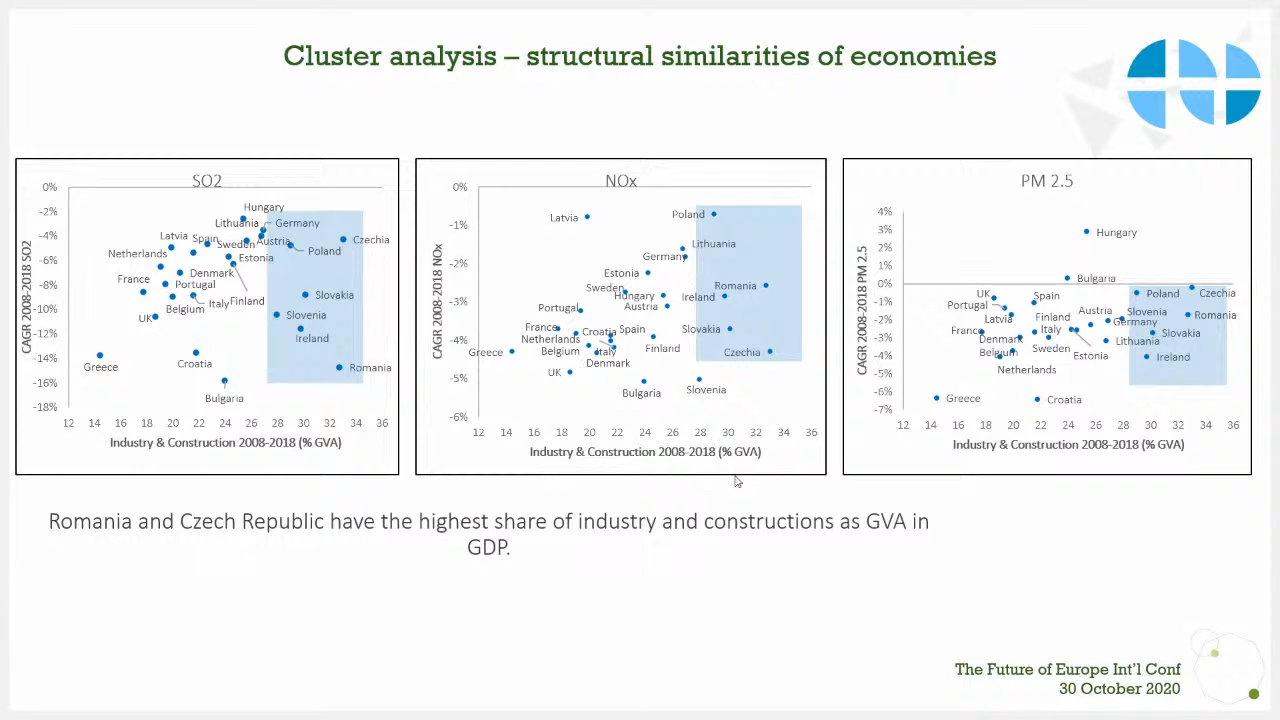 Cluster analysis – structural similarities of economies
SO2
0%
-2%
-4%
-6%
-8%
-10%
-12%
-14%
-16%
-18%
CAGR 2008-2018 SO2
Hungary
Lithuania
Germany
Latvia
Spain
Sweden
Austria
Czechia
Poland
Netherlands
Estonia
France
Denmark
Portugal
Slovakia
Belgium
Italy
Finland
UK
Slovenia
Ireland
Greece
Croatia
Romania
Bulgaria
12 14 16 18 20 22 24 26 28 30 32 34 36
Industry & Construction 2008-2018 (% GVA)
NOx
0%
-1%
-2%
-3%
-4%
-5%
-6%
CAGR 2008-2018 NOx
Latvia
Poland
Lithuania
Germany
Estonia
Sweden
Romania
Hungary
Ireland
Portugal
Austria
France
Croatia
Spain
Slovakia
Netherlands
Greece
Belgium
Italy
Finland
Czechia
Denmark
UK
Bulgaria
Slovenia
12 14 16 18 20 22 24 26 28 30 32 34 36
Industry & Construction 2008-2018 (% GVA)
PM 2.5
4%
3%
2%
1%
0%
-1%
-2%
-3%
-4%
-5%
-6%
-7%
CAGR 2008-2018 PM 2.5
Hungary
Bulgaria
UK
Spain
Poland
Czechia
Portugal
Austria
Slovenia
Romania
Latvia
Finland
Germany
France
Italy
Slovakia
Denmark
Lithuania
Belgium
Sweden
Estonia
Ireland
Netherlands
Greece
Croatia
12 14 16 18 20 22 24 26 28 30 32 34 36
Industry & Construction 2008-2018 (% GVA)
Romania and Czech Republic have the highest share of industry and constructions as GVA in
GDP.
The Future of Europe Int'l Conf
30 October 2020